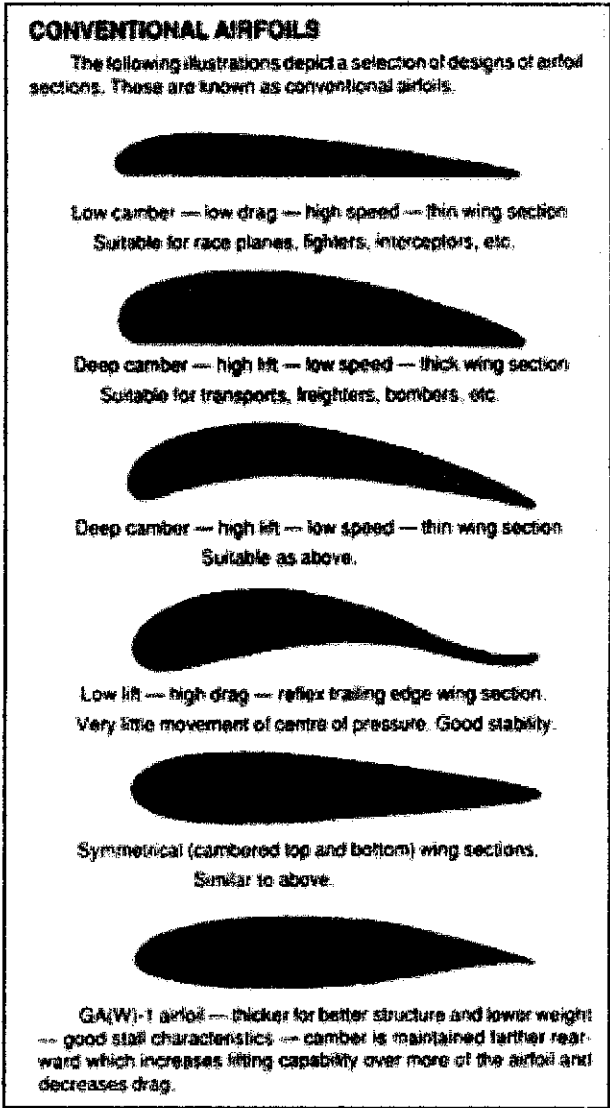 CONVENTIONAL AIRFOILS
The following illustrations depict a selection of designs of airfoil
sections. These are known as conventional airfoils.
Low camber — low drag — high speed — thin wing section
Suitable for race planes, fighters, interceptors, etc.
Deep camber — high lift — low speed — thick wing section
Suitable for transports, freighters, bombers, etc.
Deep camber — high lift — low speed — thin wing section
Suitable as above.
Low lift — high drag — reflex trailing edge wing section.
Very little movement of centre of pressure. Good stability.
Symmetrical (cambered top and bottom) wing sections.
Similar to above.
GA(W)-1 airfoil — thicker for better structure and lower weight
— good stall characteristics — camber is maintained farther rear-
ward which increases lifting capability over more of the airfoil and
decreases drag.